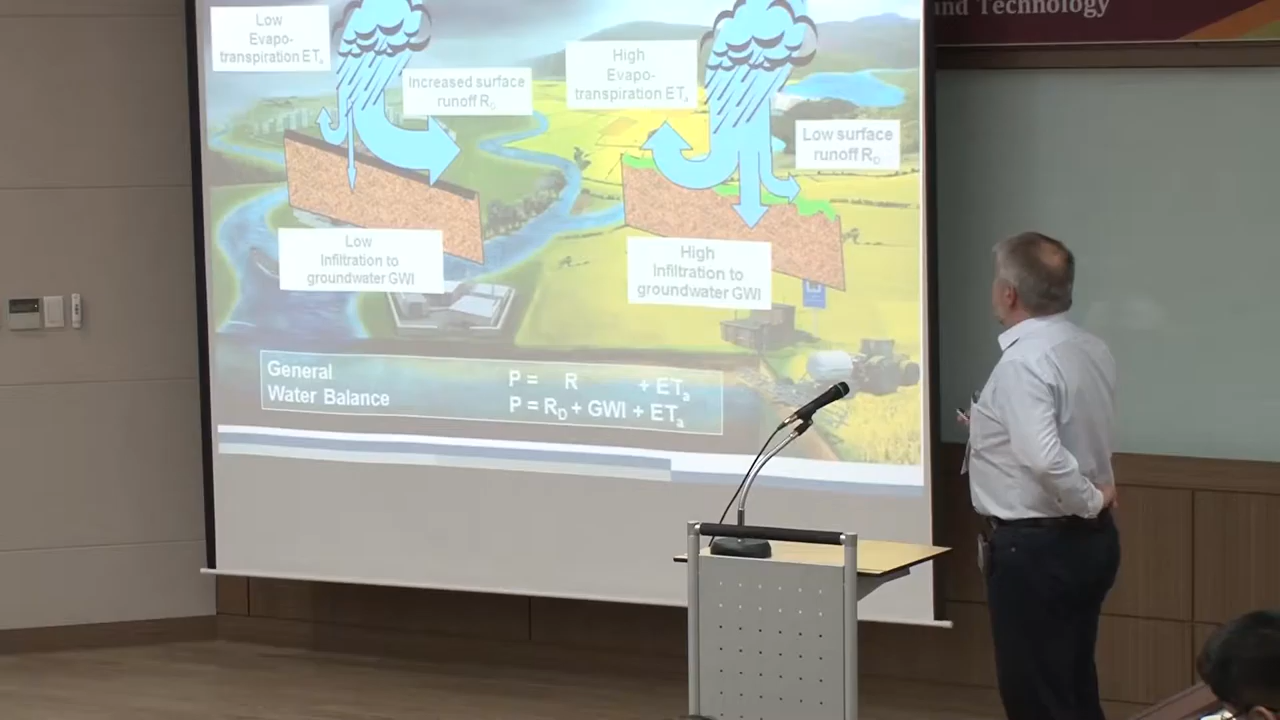 and Technology
Low
Evapo-
transpiration ETa
Increased surface
runoff RD
High
Evapo-
transpiration ETa
Low surface
runoff RD
Low
Infiltration to
groundwater GWI
High
Infiltration to
groundwater GWI
General
Water Balance
P = R + ETa
P = RD + GWI + ETa